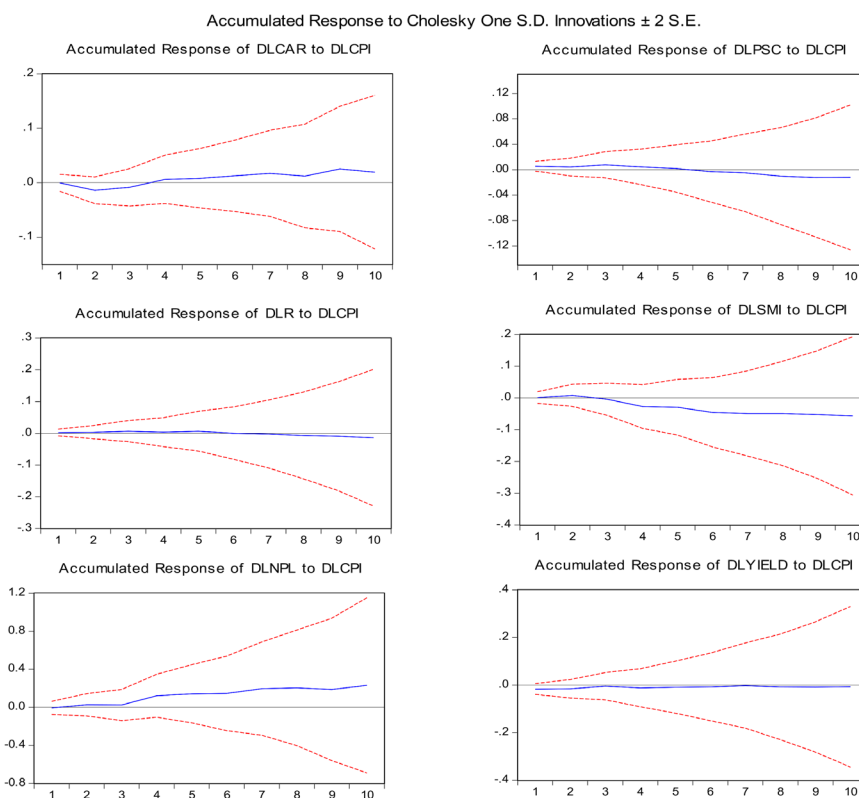 Accumulated Response to Cholesky One S.D. Innovations ± 2 S.E.
Accumulated Response of DLCAR to DLCPI
.2
.1
.0
-.1
1 2 3 4 5 6 7 8 9 10
Accumulated Response of DLPSC to DLCPI
.12
.08
.04
.00
-.04
-.08
-.12
1 2 3 4 5 6 7 8 9 10
Accumulated Response of DLR to DLCPI
.3
.2
.1
.0
-.1
-.2
-.3
1 2 3 4 5 6 7 8 9 10
Accumulated Response of DLSMI to DLCPI
.2
.1
.0
-.1
-.2
-.3
-.4
1 2 3 4 5 6 7 8 9 10
Accumulated Response of DLNPL to DLCPI
1.2
0.8
0.4
0.0
-0.4
-0.8
1 2 3 4 5 6 7 8 9 10
Accumulated Response of DLYIELD to DLCPI
.4
.2
.0
-.2
-.4
1 2 3 4 5 6 7 8 9 10